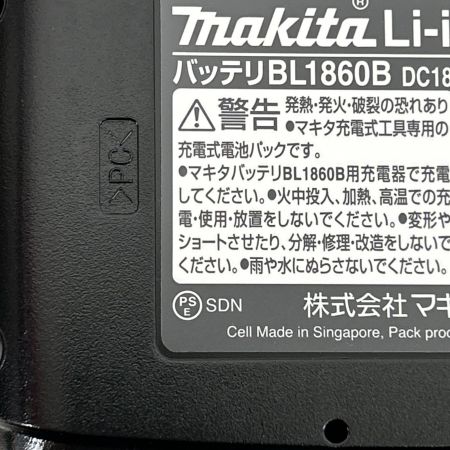 makita® Li-i
バッテリBL1860B DC18
⚠警告 発熱・発火・破裂の恐れあり
●マキタ充電式工具専用の
充電式電池パックです。
●マキタバッテリBL1860B用充電器で充電
してください。●火中投入、加熱、高温での充
電・使用・放置をしないでください。●変形や
ショートさせたり、分解・修理・改造をしないで
ください。●雨や水にぬらさないでください。
PSE SDN 株式会社マキ
Cell Made in Singapore, Pack prod
>PC<